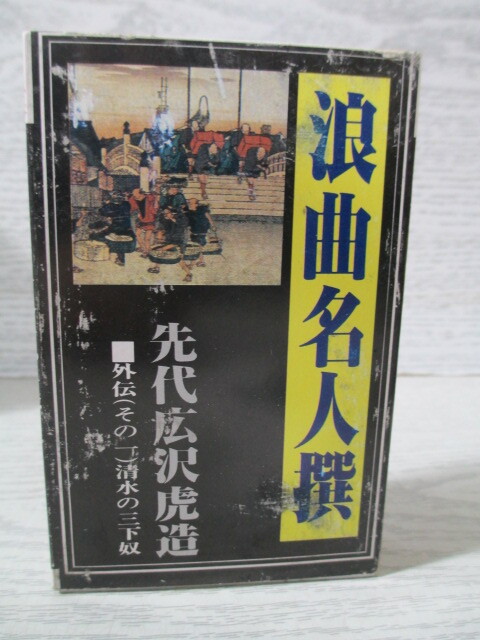 浪曲名人撰
先代広沢虎造
■外伝(その一)清水の三下奴